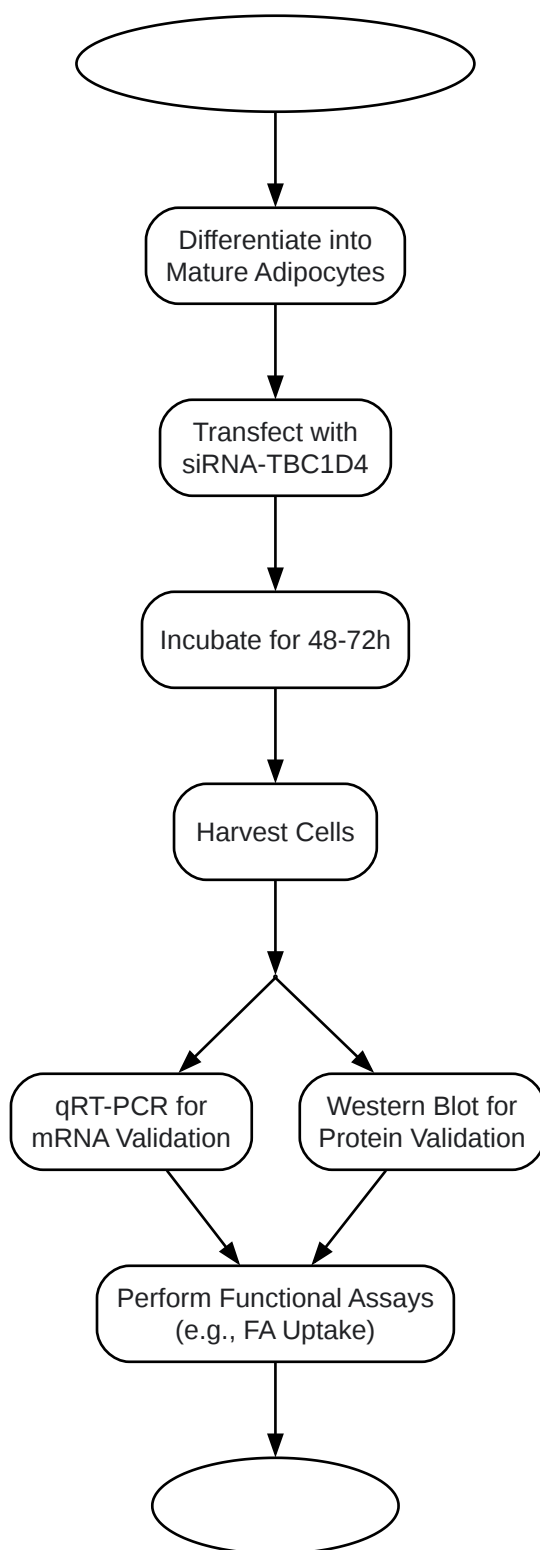 Differentiate into
Mature Adipocytes
Transfect with
siRNA-TBC1D4
Incubate for 48-72h
Harvest Cells
qRT-PCR for
mRNA Validation
Western Blot for
Protein Validation
Perform Functional Assays
(e.g., FA Uptake)